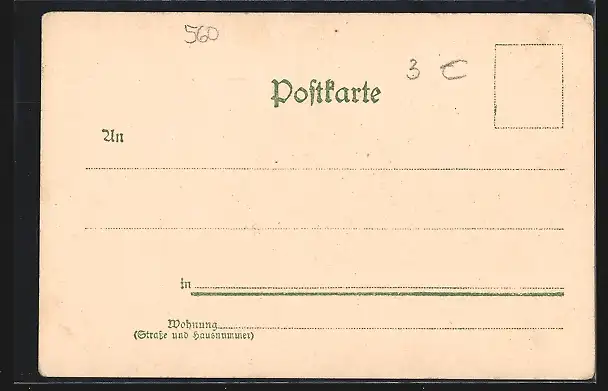 560
3 €
Postkarte
An
in
Wohnung
(Straße und Hausnummer)